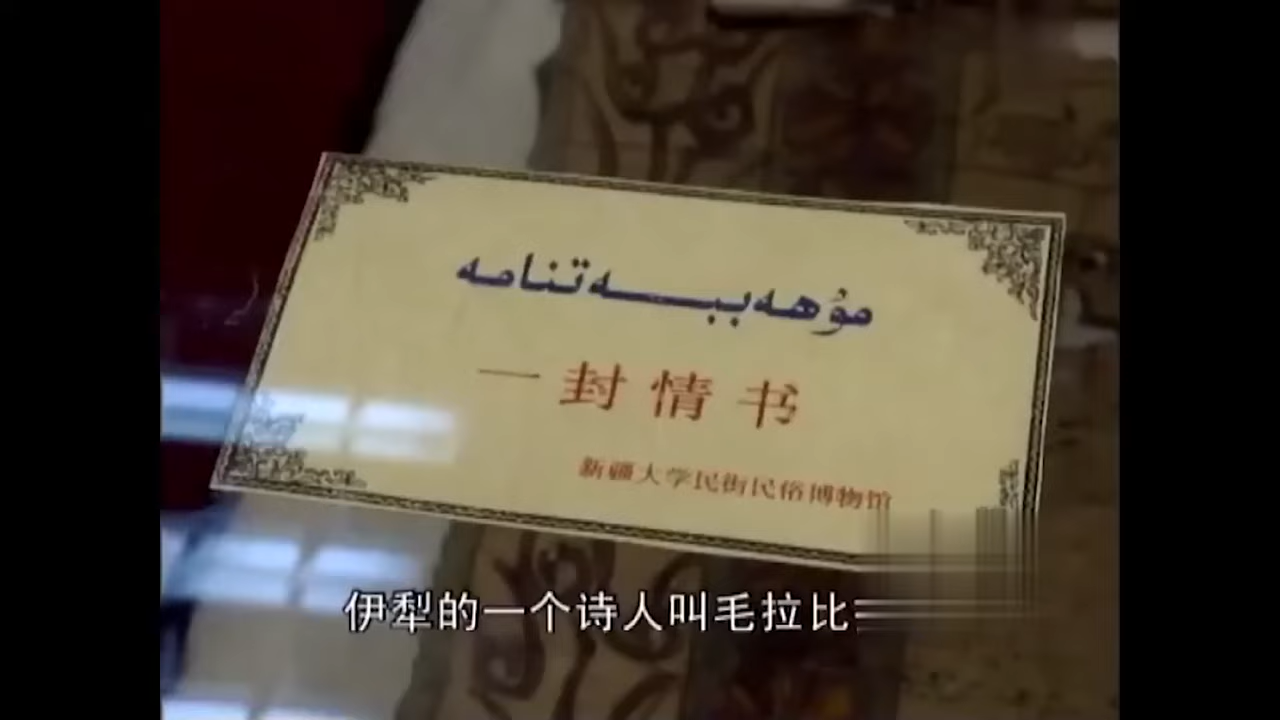 مۇھەببەتنامە
一封情书
新疆大学民街民俗博物馆
伊犁的一个诗人叫毛拉比